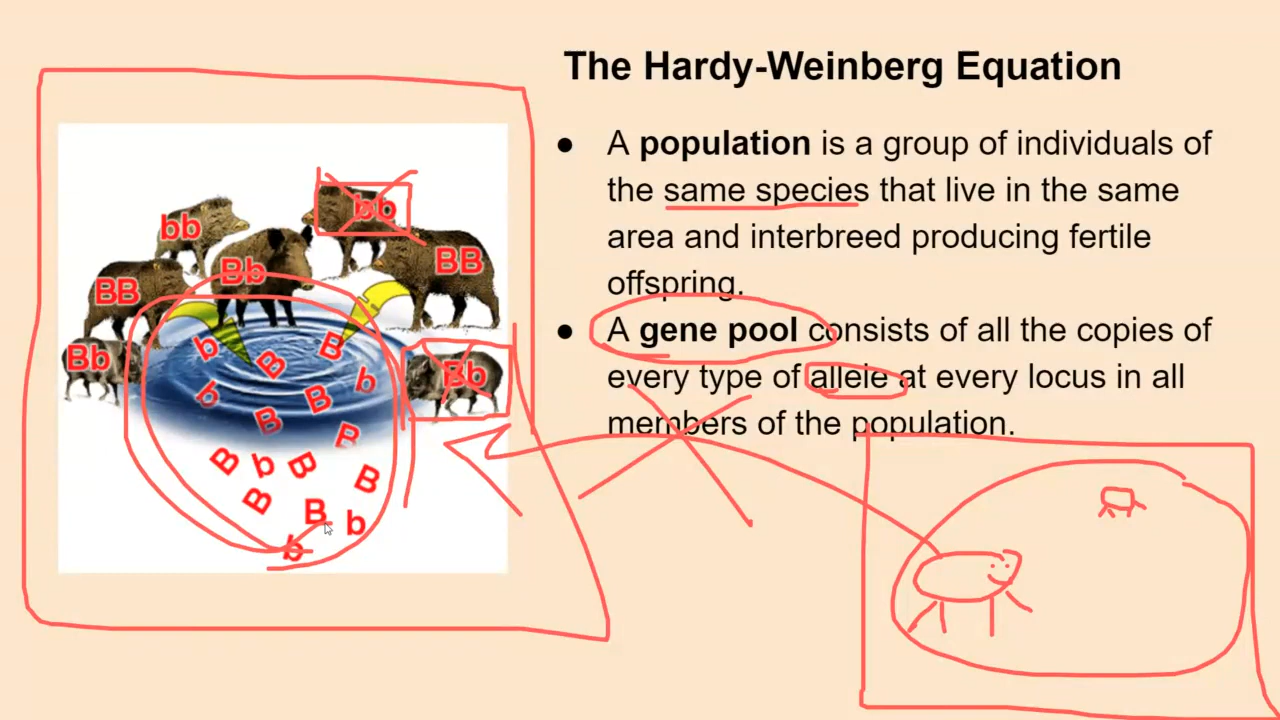 The Hardy-Weinberg Equation
● A population is a group of individuals of
the same species that live in the same
area and interbreed producing fertile
offspring.
● A gene pool consists of all the copies of
every type of allele at every locus in all
members of the population.
bb
bb
Bb
BB
BB
Bb
Bb
b
B
B
b
b
B
B
B
B
b
B
B
B
B
b
b